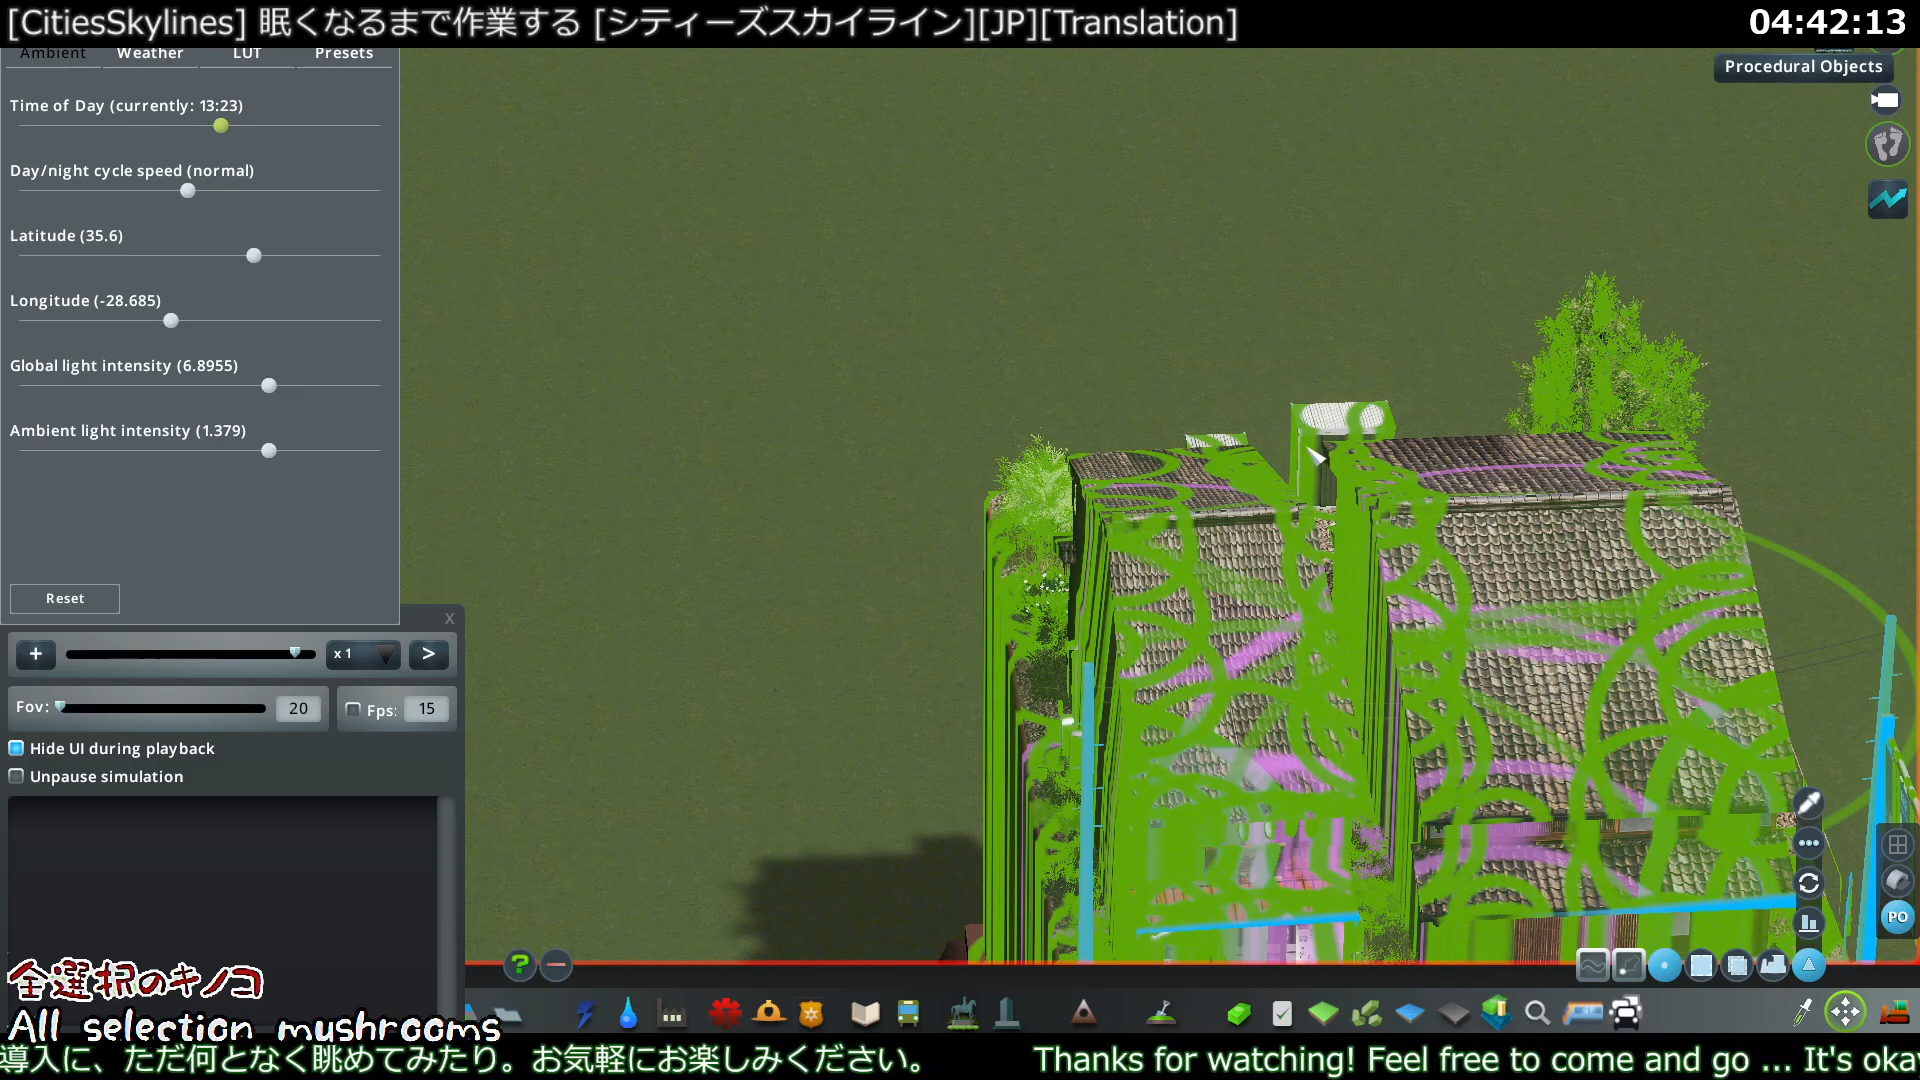 [CitiesSkylines] 眠くなるまで作業する [シティーズスカイライン][JP][Translation]
04:42:13
Ambient Weather LUT Presets
Procedural Objects
Time of Day (currently: 13:23)
Day/night cycle speed (normal)
Latitude (35.6)
Longitude (-28.685)
Global light intensity (6.8955)
Ambient light intensity (1.379)
Reset
X
+ x 1 >
Fov: 20 Fps: 15
Hide UI during playback
Unpause simulation
PO
?
全選択のキノコ
All selection mushrooms
導入に、ただ何となく眺めてみたり。お気軽にお楽しみください。 Thanks for watching! Feel free to come and go ... It's okay